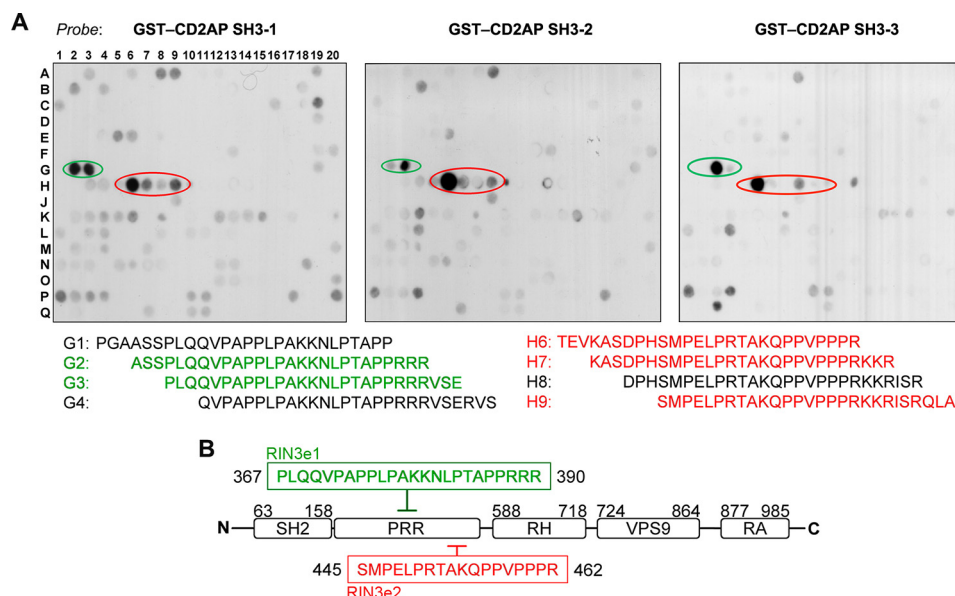 A
Probe: GST–CD2AP SH3-1 GST–CD2AP SH3-2 GST–CD2AP SH3-3
1 2 3 4 5 6 7 8 9 10 11 12 13 14 15 16 17 18 19 20
A
B
C
D
E
F
G
H
J
K
L
M
N
O
P
Q
G1: PGAASSPLQQVPAPPLPAKKNLPTAPP
G2: ASSPLQQVPAPPLPAKKNLPTAPPRRR
G3: PLQQVPAPPLPAKKNLPTAPPRRRVSE
G4: QVPAPPLPAKKNLPTAPPRRRVSERVS
H6: TEVKASDPHSMPELPRTAKQPPVPPPR
H7: KASDPHSMPELPRTAKQPPVPPPRKKR
H8: DPHSMPELPRTAKQPPVPPPRKKRISR
H9: SMPELPRTAKQPPVPPPRKKRISRQLA
B
RIN3e1
367 PLQQVPAPPLPAKKNLPTAPPRRR 390
63 158 588 718 724 864 877 985
N SH2 PRR RH VPS9 RA C
445 SMPELPRTAKQPPVPPPR 462
RIN3e2